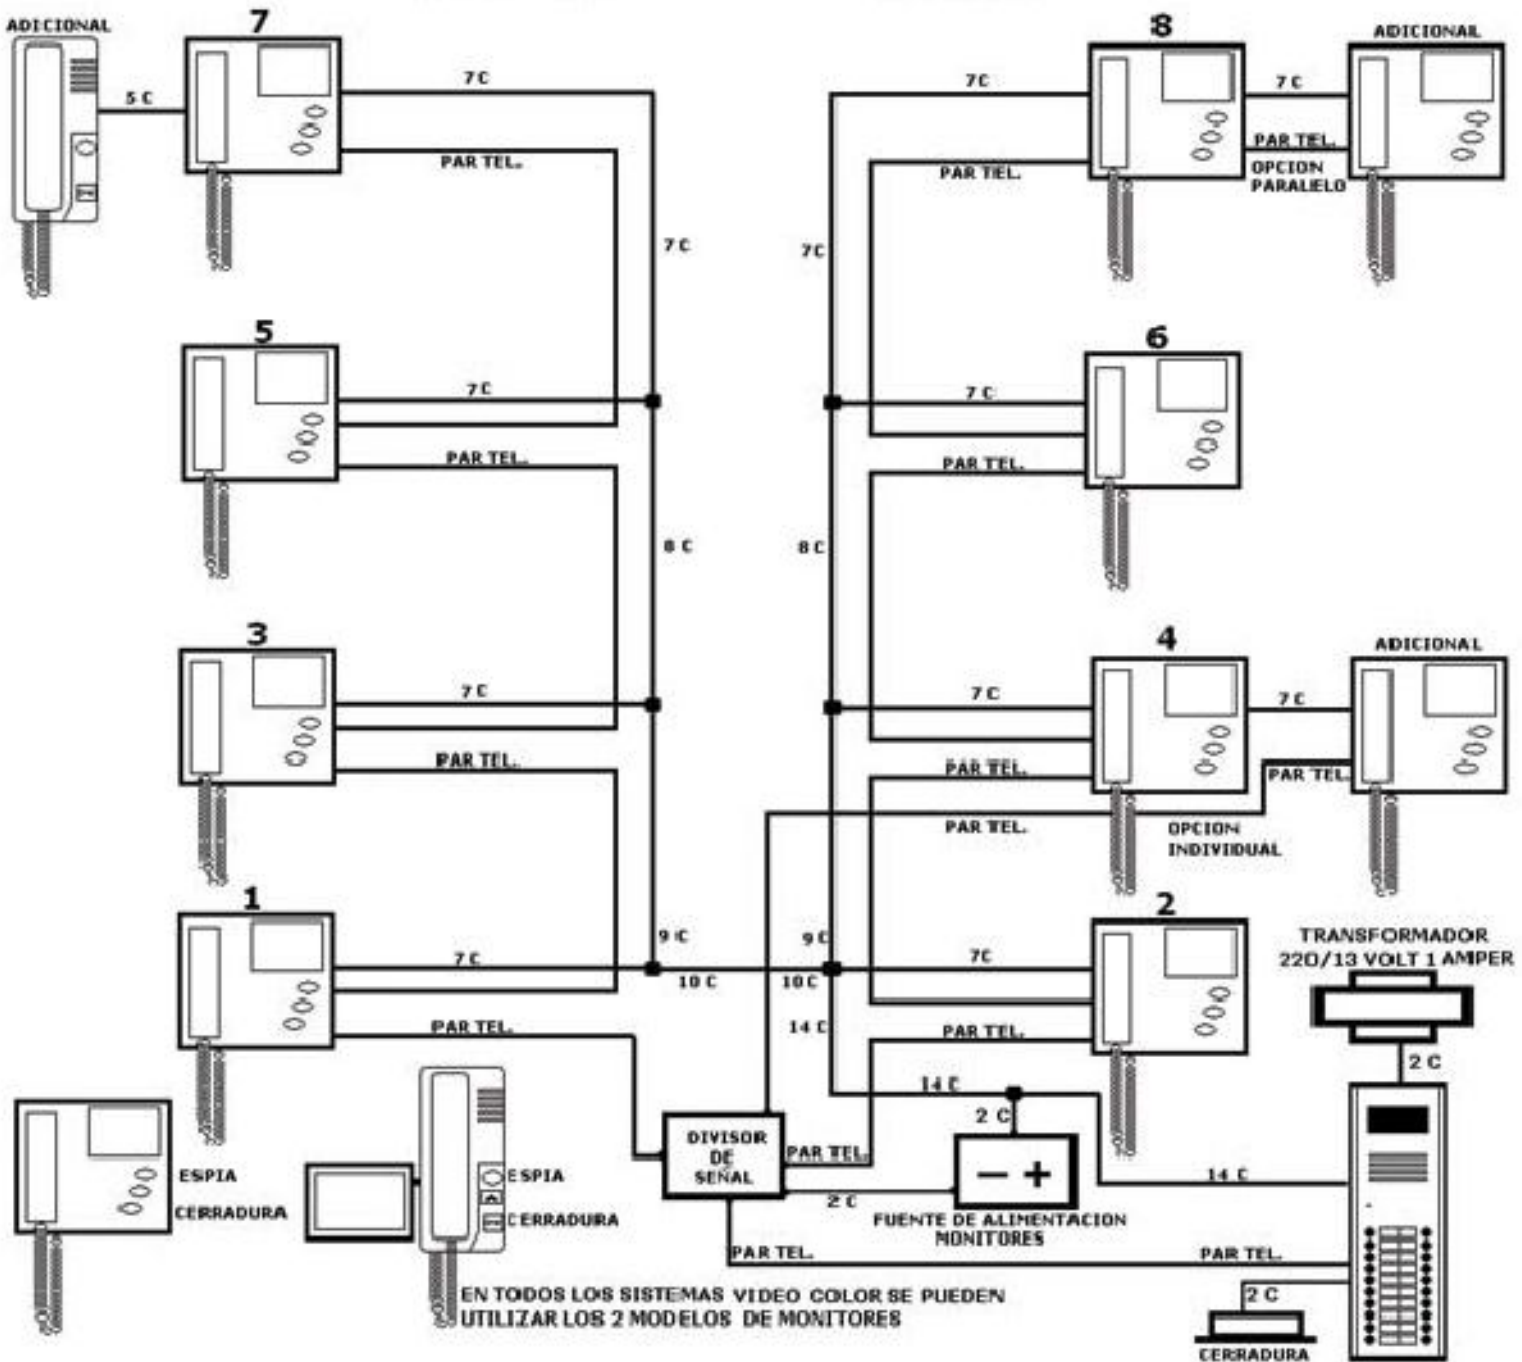 ADICIONAL
7
8
ADICIONAL
5 C
7 C
7 C
7 C
PAR TEL.
PAR TEL.
PAR TEL.
OPCION
PARALELO
7 C
7C
5
6
7 C
7 C
PAR TEL.
PAR TEL.
8 C
8C
3
4
ADICIONAL
7 C
7 C
7 C
PAR TEL.
PAR TEL.
PAR TEL.
PAR TEL.
OPCION
INDIVIDUAL
1
2
9 C
9C
7 C
7C
TRANSFORMADOR
220/13 VOLT 1 AMPER
10 C
10C
PAR TEL.
14 C
PAR TEL.
2 C
14 C
2 C
DIVISOR
DE
SEÑAL
PAR TEL.
ESPIA
CERRADURA
ESPIA
CERRADURA
2 C
14 C
FUENTE DE ALIMENTACION
MONITORES
PAR TEL.
PAR TEL.
EN TODOS LOS SISTEMAS VIDEO COLOR SE PUEDEN
UTILIZAR LOS 2 MODELOS DE MONITORES
2 C
CERRADURA